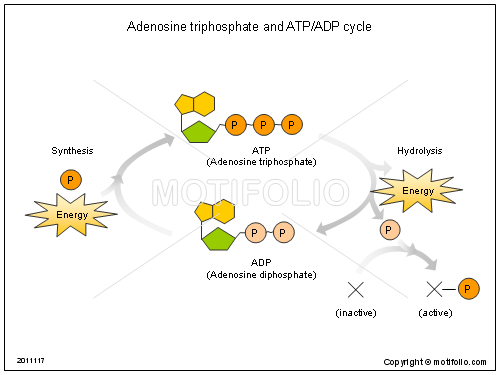 Adenosine triphosphate and ATP/ADP cycle
P P P
Synthesis
ATP
(Adenosine triphosphate)
Hydrolysis
P
Energy
MOTIFOLIO
Energy
P P
P
ADP
(Adenosine diphosphate)
P
(inactive)
(active)
2011117
Copyright © motifolio.com